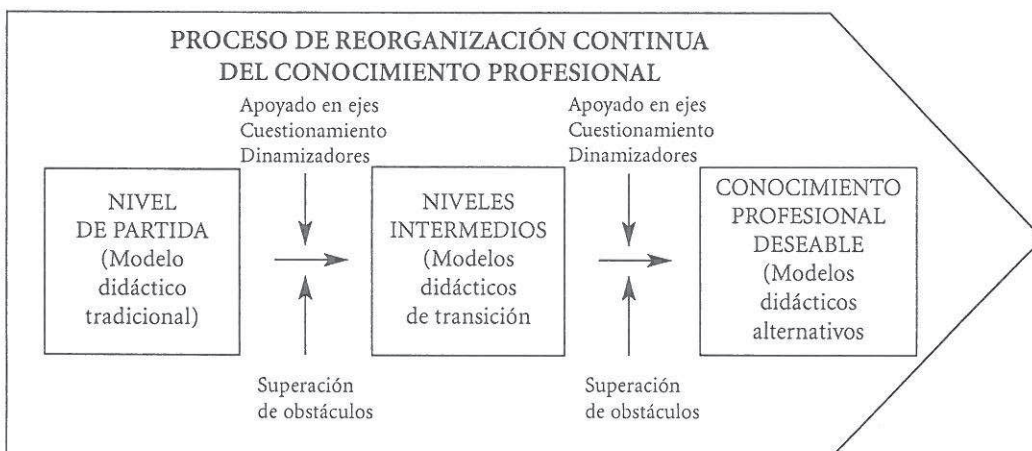 PROCESO DE REORGANIZACIÓN CONTINUA
DEL CONOCIMIENTO PROFESIONAL
Apoyado en ejes
Cuestionamiento
Dinamizadores
Apoyado en ejes
Cuestionamiento
Dinamizadores
NIVEL
DE PARTIDA
(Modelo
didáctico
tradicional)
NIVELES
INTERMEDIOS
(Modelos
didácticos
de transición
CONOCIMIENTO
PROFESIONAL
DESEABLE
(Modelos
didácticos
alternativos
Superación
de obstáculos
Superación
de obstáculos